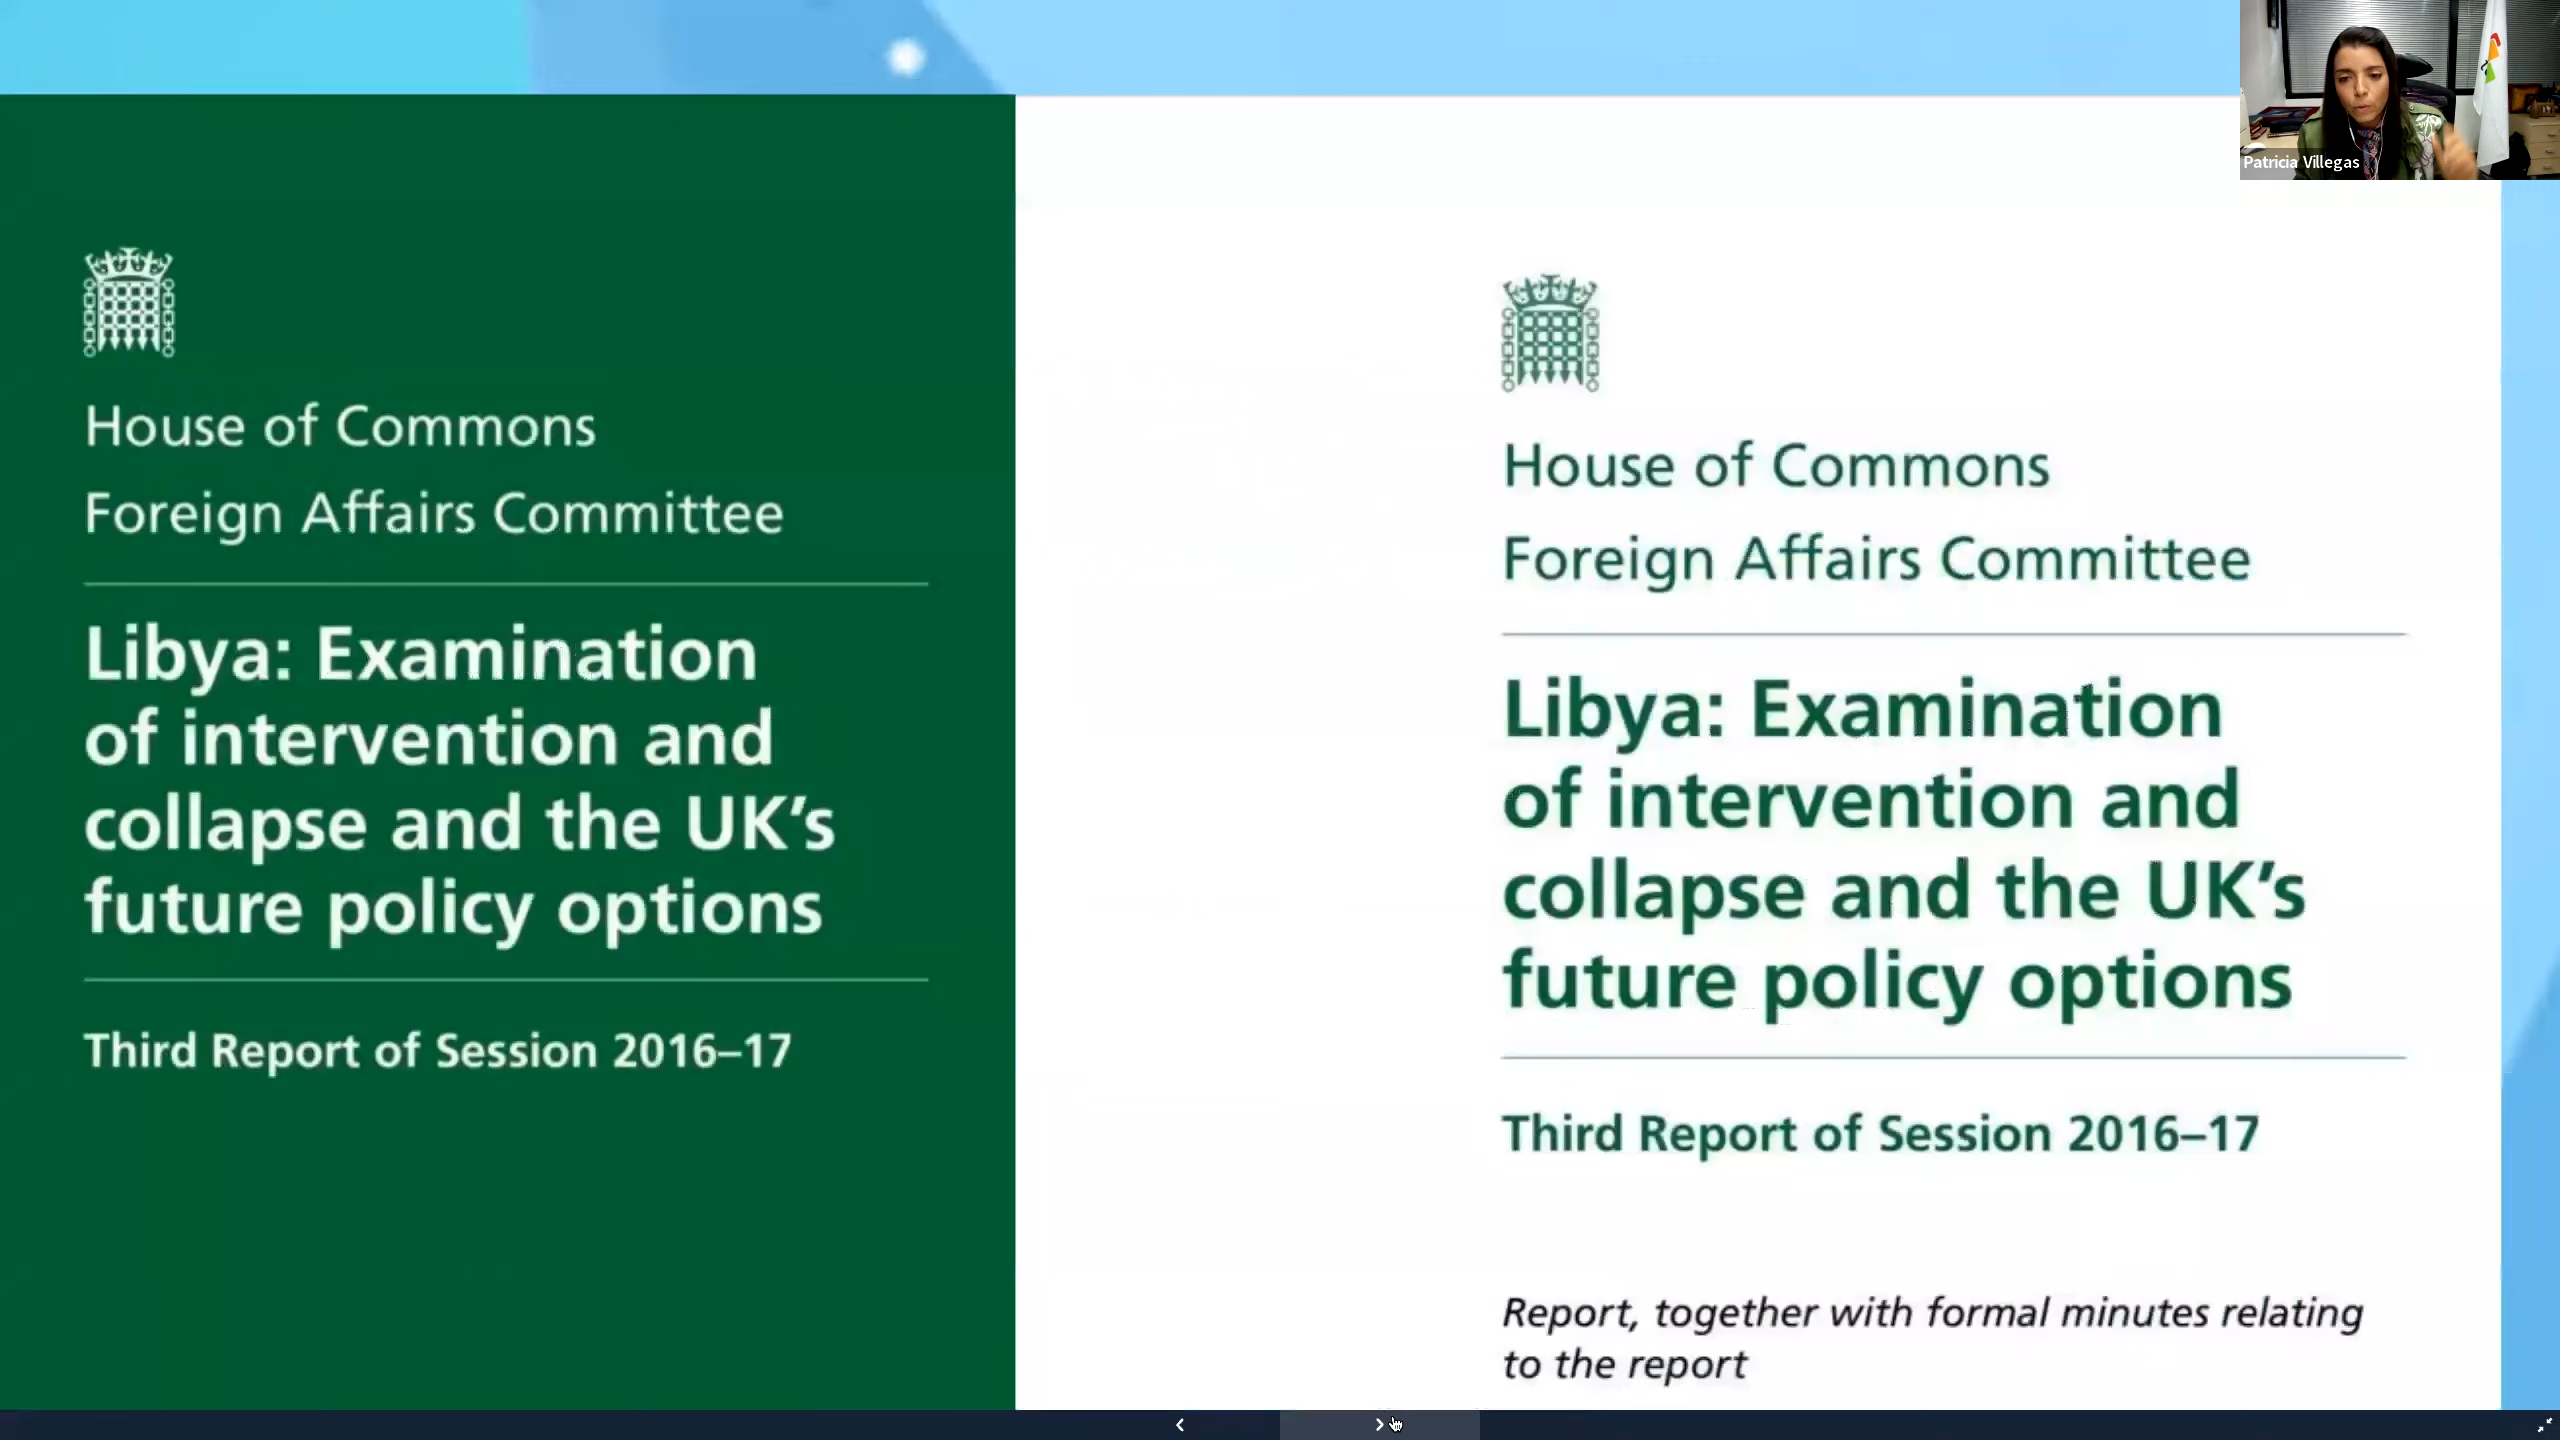 Patricia Villegas
House of Commons
Foreign Affairs Committee
Libya: Examination
of intervention and
collapse and the UK's
future policy options
Third Report of Session 2016–17
House of Commons
Foreign Affairs Committee
Libya: Examination
of intervention and
collapse and the UK's
future policy options
Third Report of Session 2016–17
Report, together with formal minutes relating
to the report